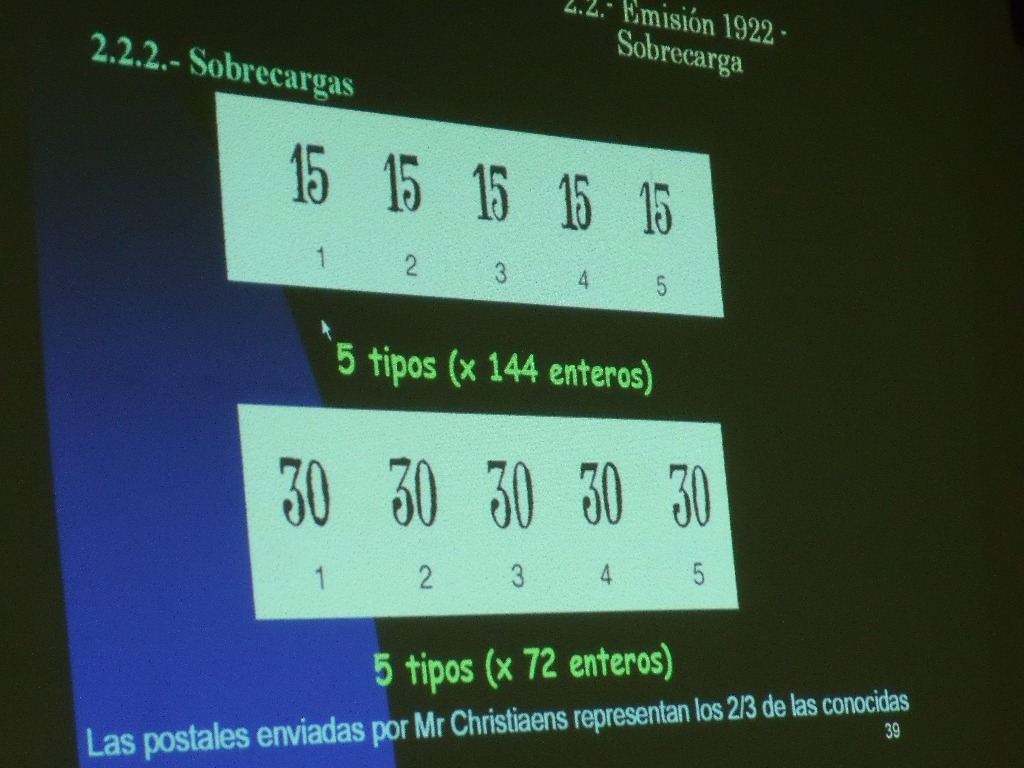 2.2.- Emisión 1922 -
Sobrecarga
2.2.2.- Sobrecargas
15 15 15 15 15
1 2 3 4 5
5 tipos (x 144 enteros)
30 30 30 30 30
1 2 3 4 5
5 tipos (x 72 enteros)
Las postales enviadas por Mr Christiaens representan los 2/3 de las conocidas
39